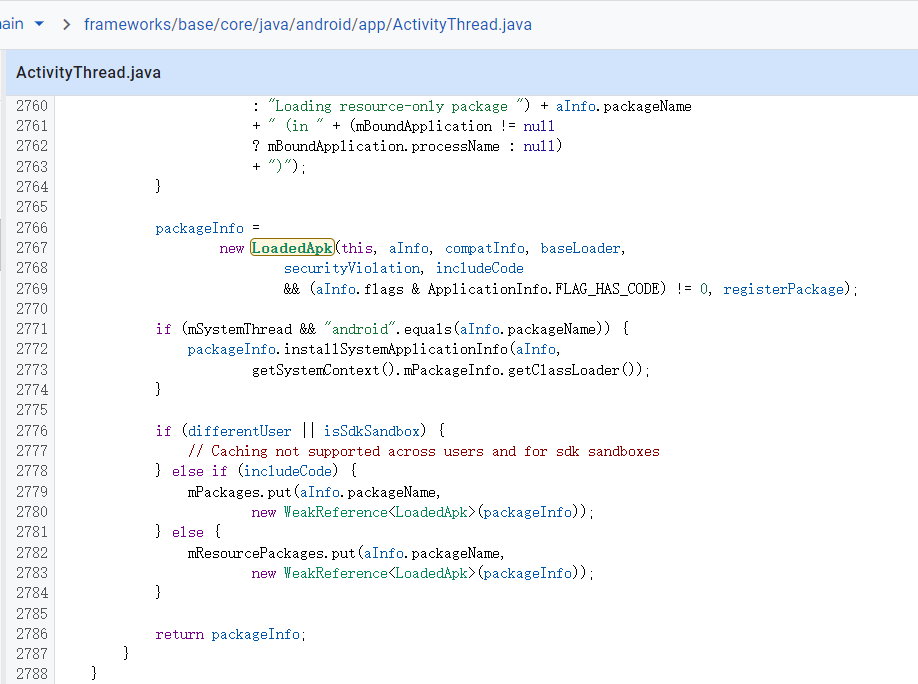 ain > frameworks/base/core/java/android/app/ActivityThread.java
ActivityThread.java
2760 : "Loading resource-only package ") + aInfo.packageName
2761 + " (in " + (mBoundApplication != null
2762 ? mBoundApplication.processName : null)
2763 + ")");
2764 }
2765
2766 packageInfo =
2767 new LoadedApk(this, aInfo, compatInfo, baseLoader,
2768 securityViolation, includeCode
2769 && (aInfo.flags & ApplicationInfo.FLAG_HAS_CODE) != 0, registerPackage);
2770
2771 if (mSystemThread && "android".equals(aInfo.packageName)) {
2772 packageInfo.installSystemApplicationInfo(aInfo,
2773 getSystemContext().mPackageInfo.getClassLoader());
2774 }
2775
2776 if (differentUser || isSdkSandbox) {
2777 // Caching not supported across users and for sdk sandboxes
2778 } else if (includeCode) {
2779 mPackages.put(aInfo.packageName,
2780 new WeakReference<LoadedApk>(packageInfo));
2781 } else {
2782 mResourcePackages.put(aInfo.packageName,
2783 new WeakReference<LoadedApk>(packageInfo));
2784 }
2785
2786 return packageInfo;
2787 }
2788 }